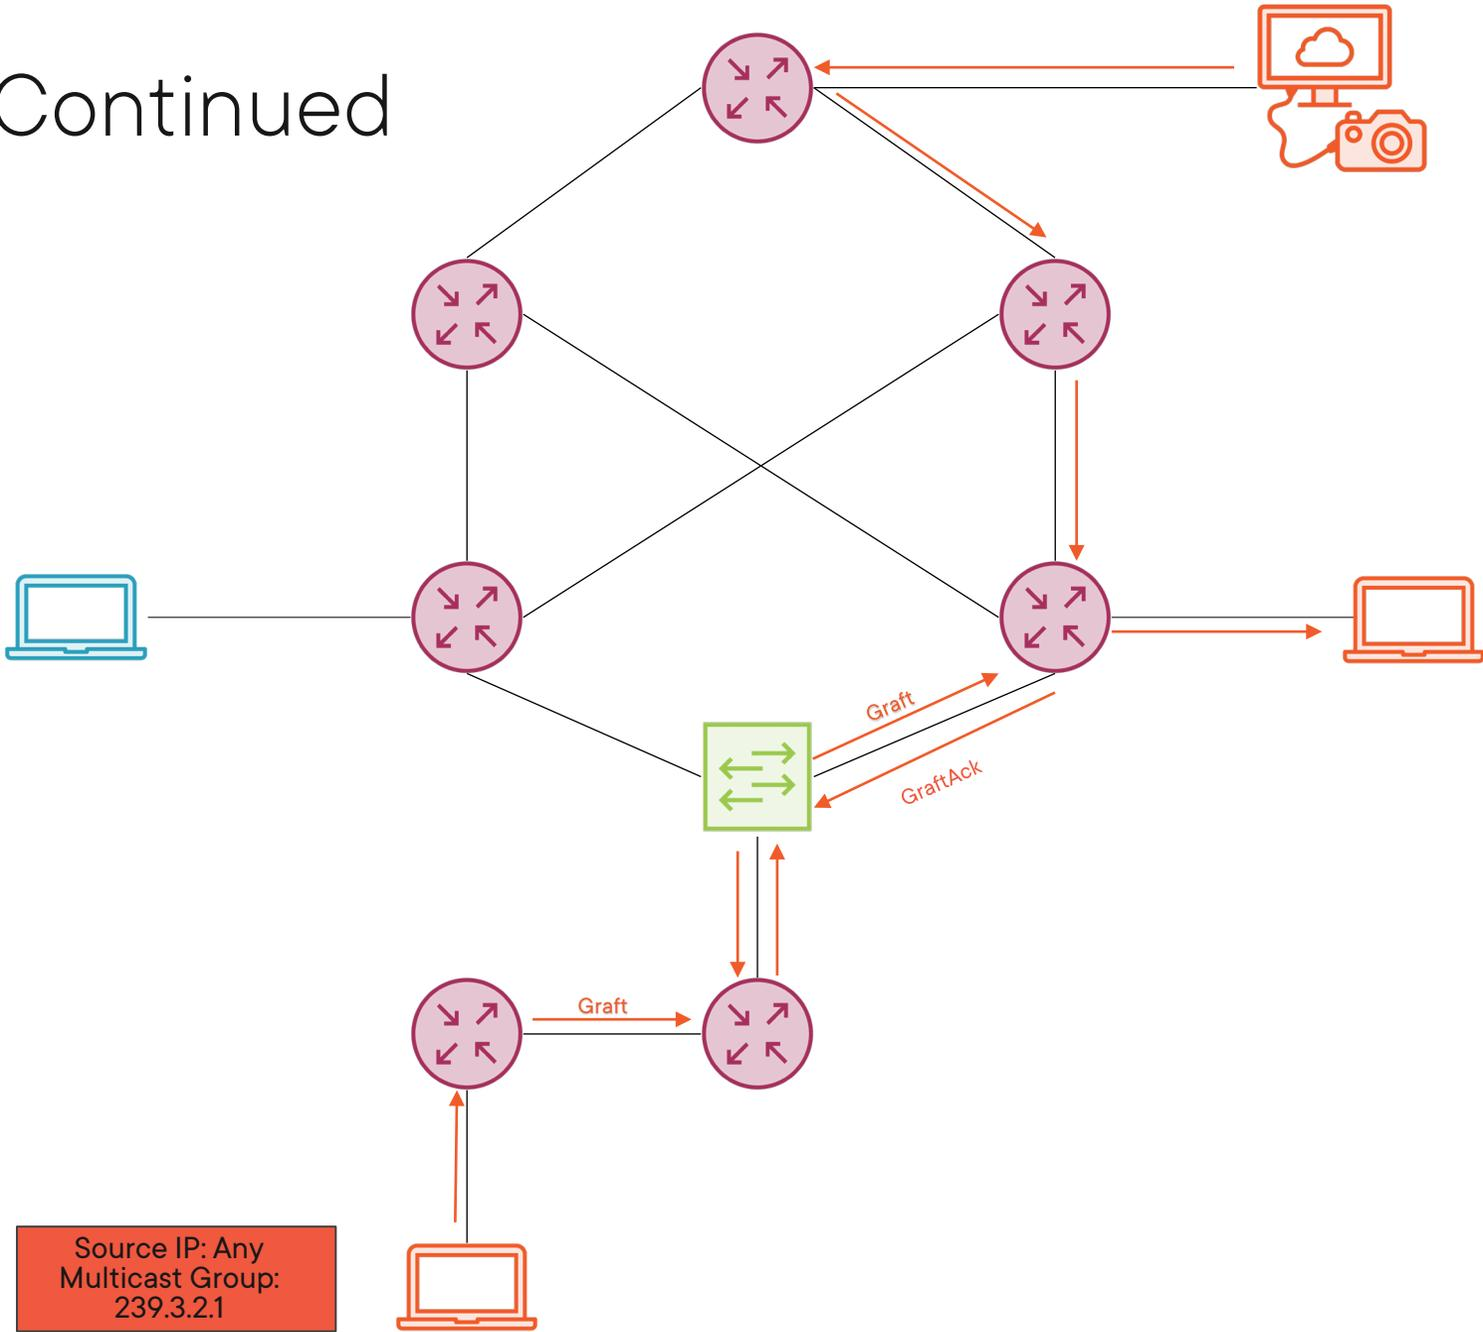 Continued
Graft
GraftAck
Graft
Source IP: Any
Multicast Group:
239.3.2.1